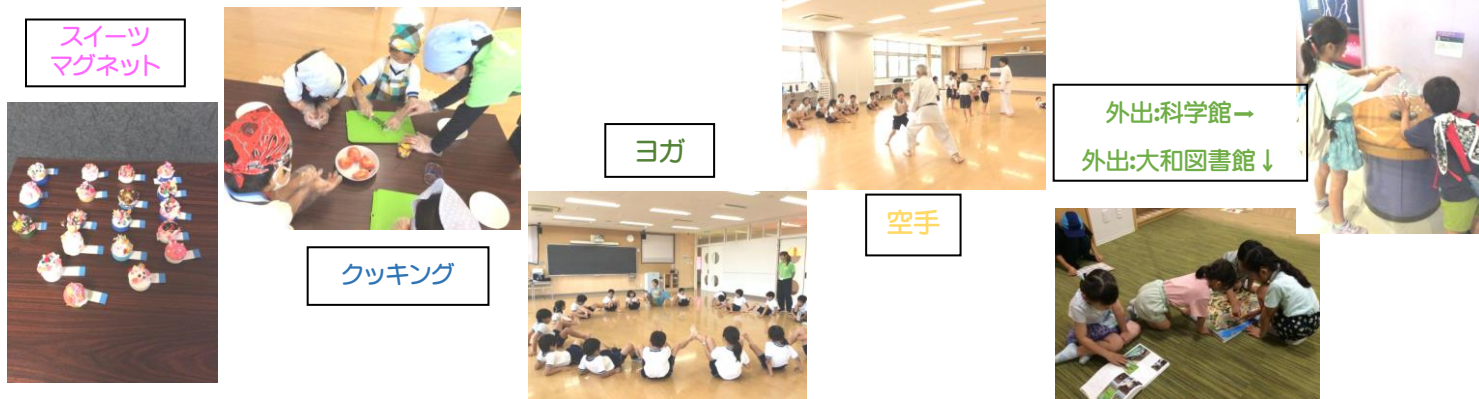 スイーツ
マグネット
クッキング
ヨガ
空手
外出:科学館→
外出:大和図書館↓